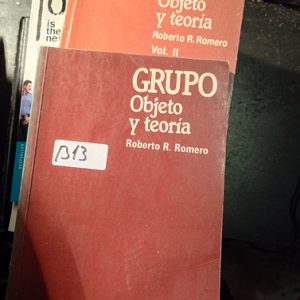 Objeto
y teoría
Roberto R. Romero
Vol. II
GRUPO
Objeto
y teoría
Roberto R. Romero
B13